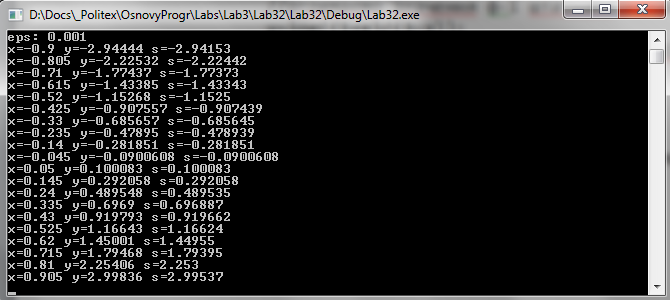 D:\Docs\_Politex\OsnovyProgr\Labs\Lab3\Lab32\Lab32\Debug\Lab32.exe
eps: 0.001
x=-0.9 y=-2.94444 s=-2.94153
x=-0.805 y=-2.22532 s=-2.22442
x=-0.71 y=-1.77437 s=-1.77373
x=-0.615 y=-1.43385 s=-1.43343
x=-0.52 y=-1.15268 s=-1.1525
x=-0.425 y=-0.907557 s=-0.907439
x=-0.33 y=-0.685657 s=-0.685645
x=-0.235 y=-0.47895 s=-0.478939
x=-0.14 y=-0.281851 s=-0.281851
x=-0.045 y=-0.0900608 s=-0.0900608
x=0.05 y=0.100083 s=0.100083
x=0.145 y=0.292058 s=0.292058
x=0.24 y=0.489548 s=0.489535
x=0.335 y=0.6969 s=0.696887
x=0.43 y=0.919793 s=0.919662
x=0.525 y=1.16643 s=1.16624
x=0.62 y=1.45001 s=1.44955
x=0.715 y=1.79468 s=1.79395
x=0.81 y=2.25406 s=2.253
x=0.905 y=2.99836 s=2.99537